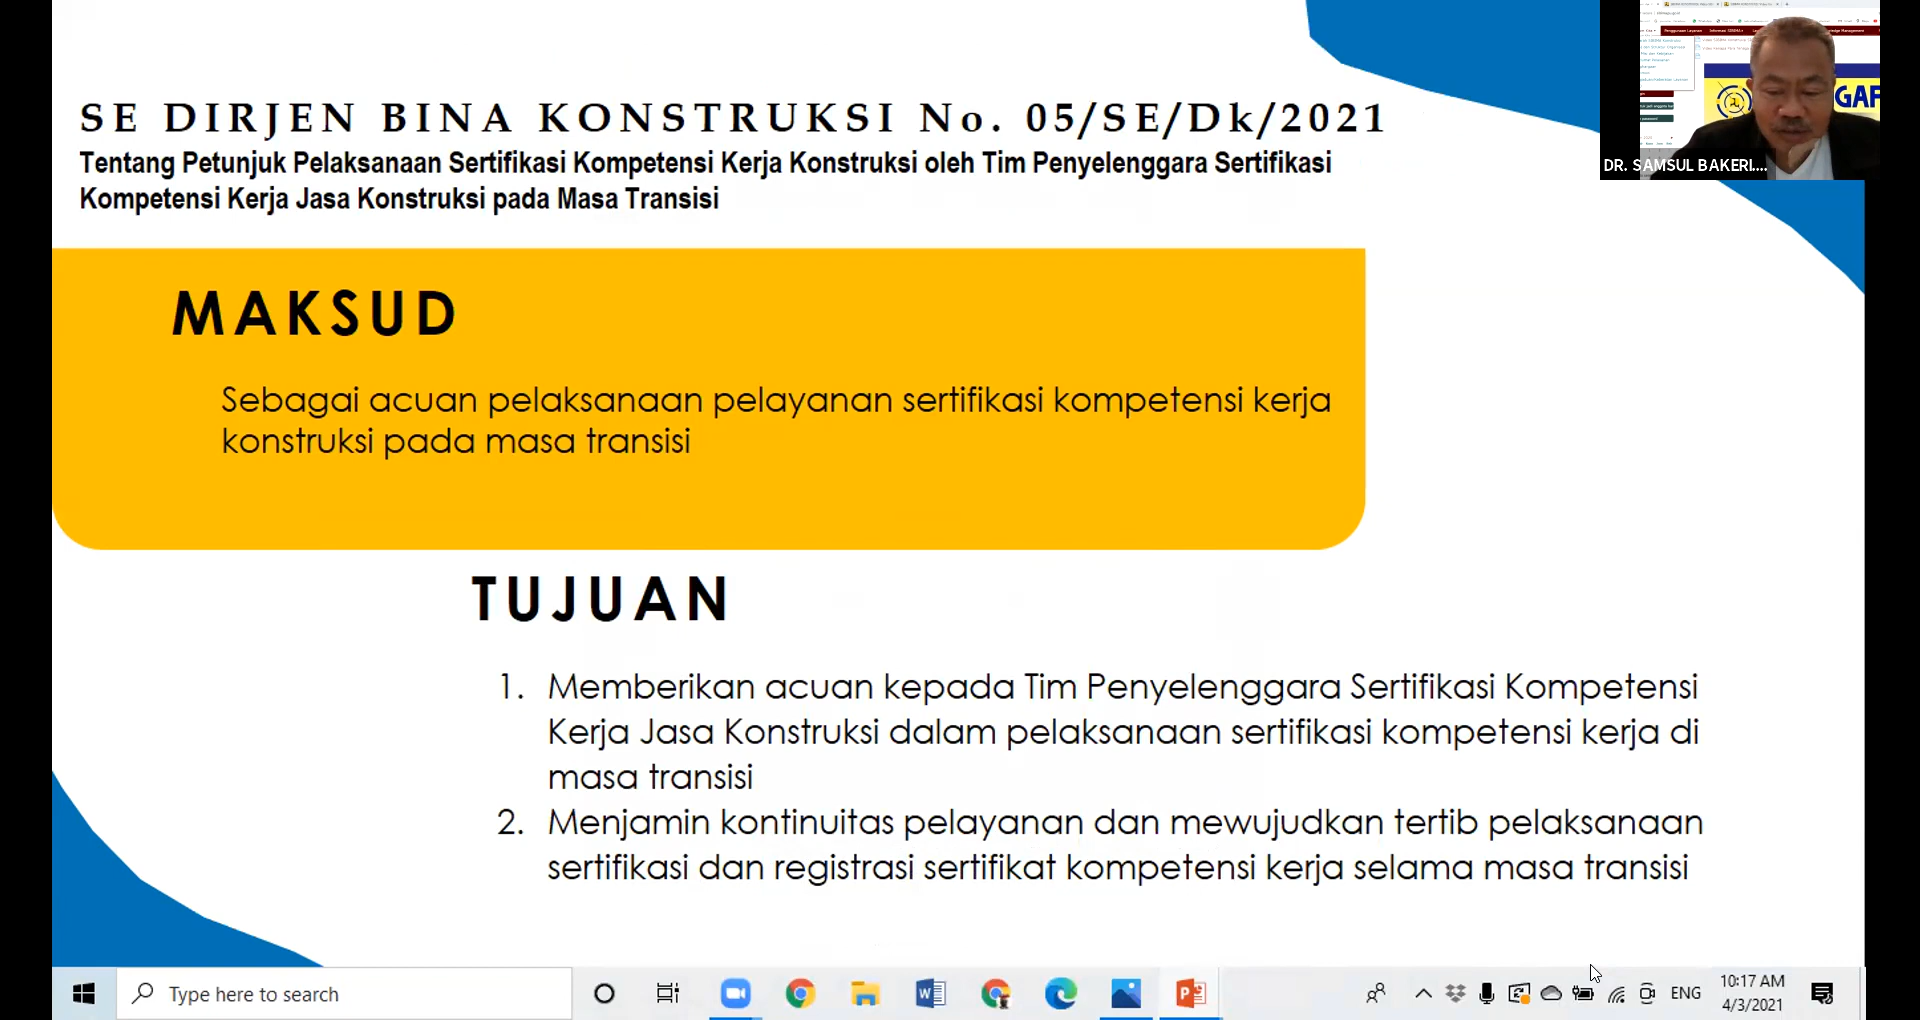 SE DIRJEN BINA KONSTRUKSI No. 05/SE/Dk/2021
Tentang Petunjuk Pelaksanaan Sertifikasi Kompetensi Kerja Konstruksi oleh Tim Penyelenggara Sertifikasi
Kompetensi Kerja Jasa Konstruksi pada Masa Transisi
GAF
DR. SAMSUL BAKERI....
MAKSUD
Sebagai acuan pelaksanaan pelayanan sertifikasi kompetensi kerja
konstruksi pada masa transisi
TUJUAN
1. Memberikan acuan kepada Tim Penyelenggara Sertifikasi Kompetensi
Kerja Jasa Konstruksi dalam pelaksanaan sertifikasi kompetensi kerja di
masa transisi
2. Menjamin kontinuitas pelayanan dan mewujudkan tertib pelaksanaan
sertifikasi dan registrasi sertifikat kompetensi kerja selama masa transisi
Type here to search
ENG
10:17 AM
4/3/2021